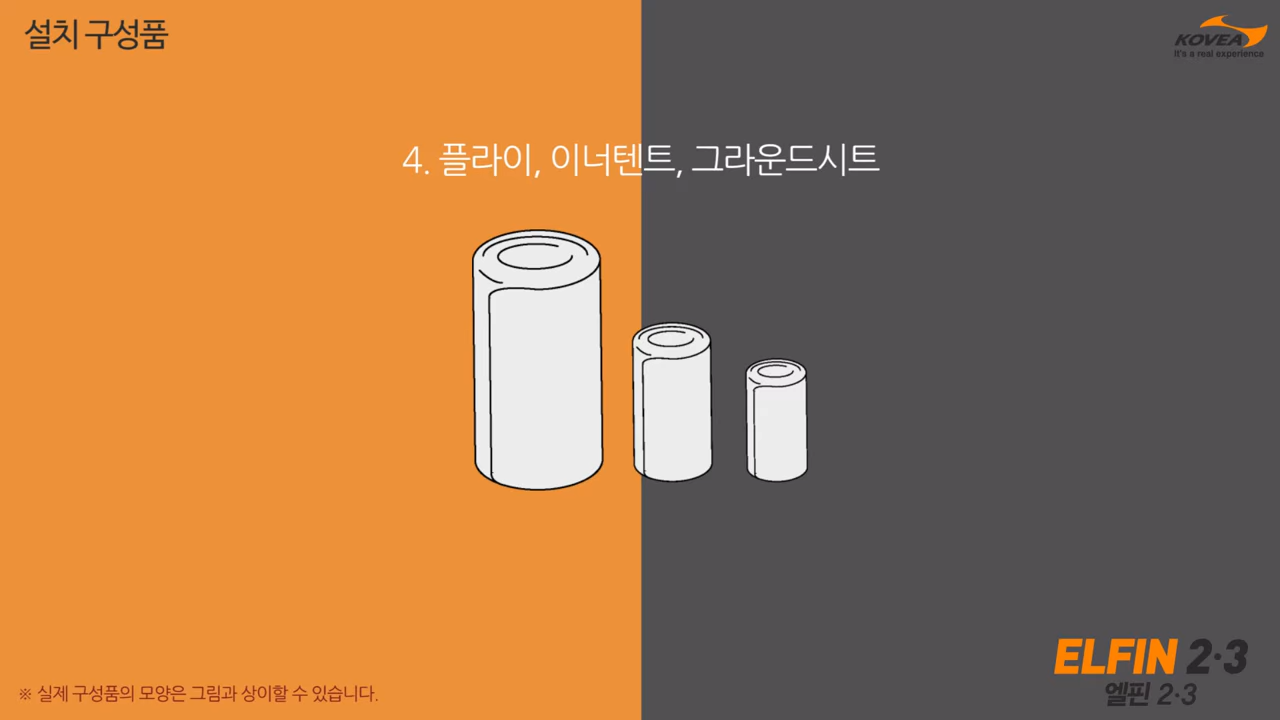 설치 구성품
KOVEA
It's a real experience
4. 플라이, 이너텐트, 그라운드시트
ELFIN 2·3
엘핀 2·3
※ 실제 구성품의 모양은 그림과 상이할 수 있습니다.